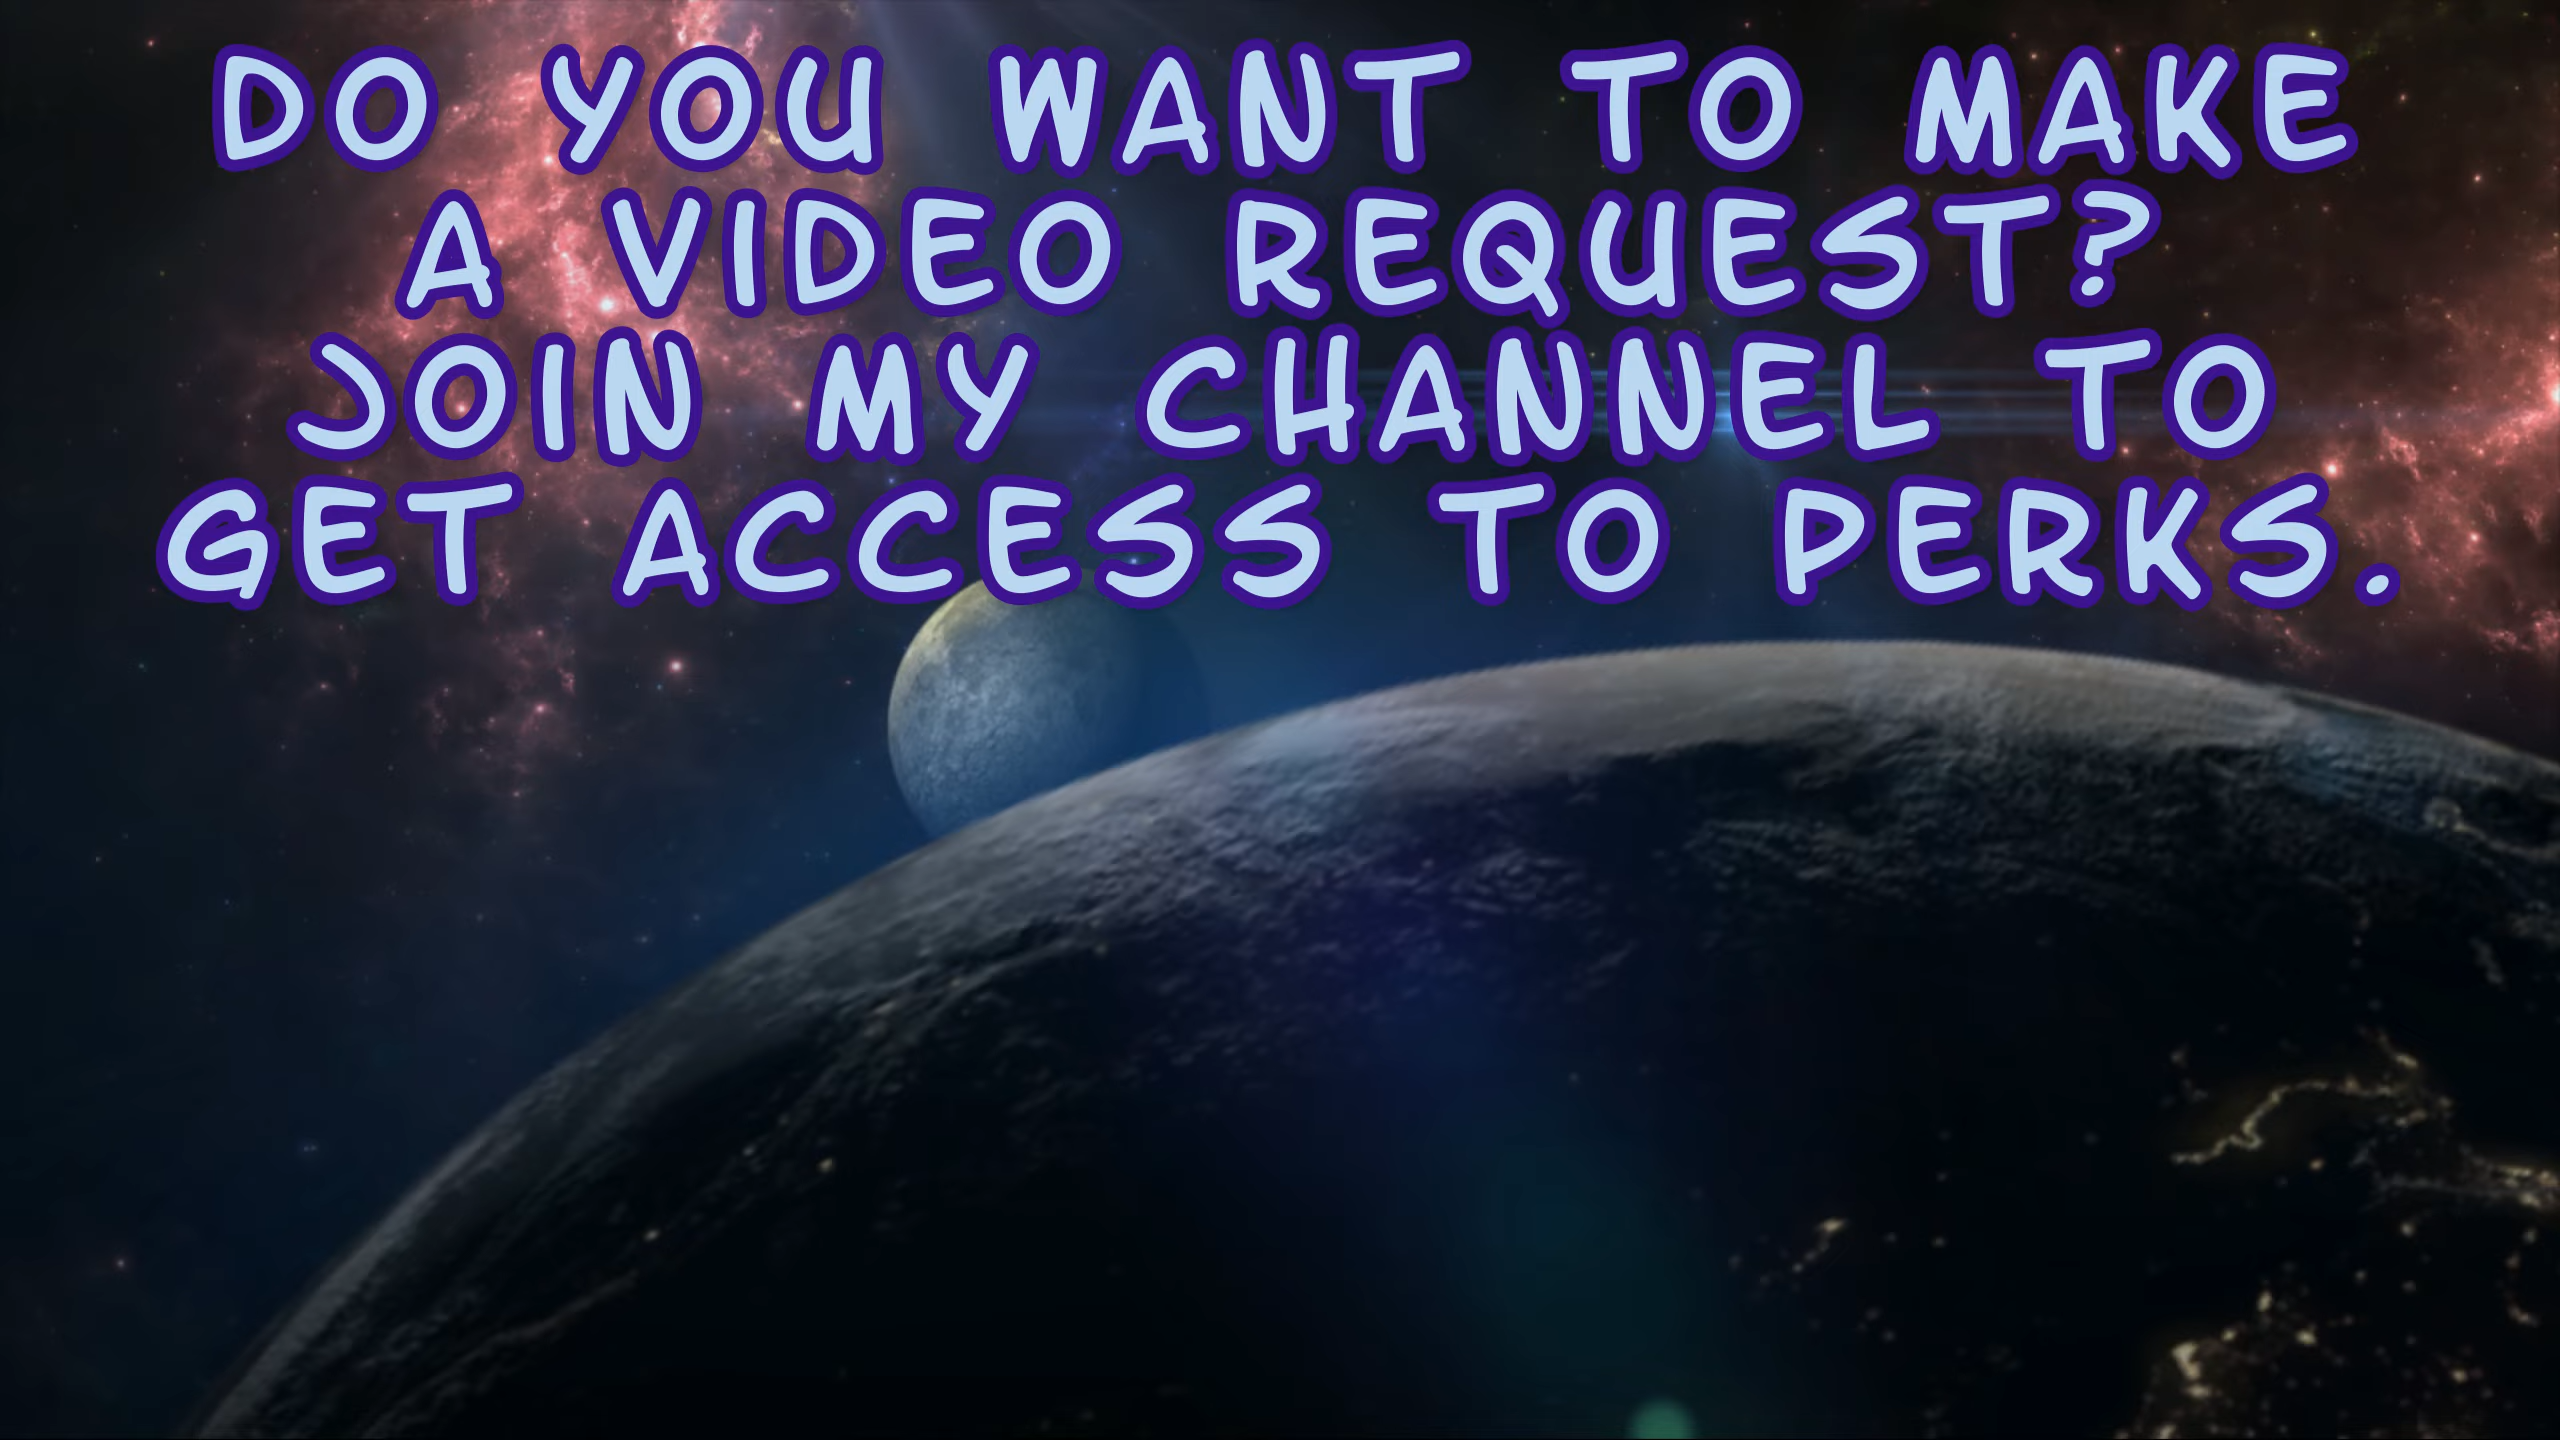 DO YOU WANT TO MAKE
A VIDEO REQUEST?
JOIN MY CHANNEL TO
GET ACCESS TO PERKS.